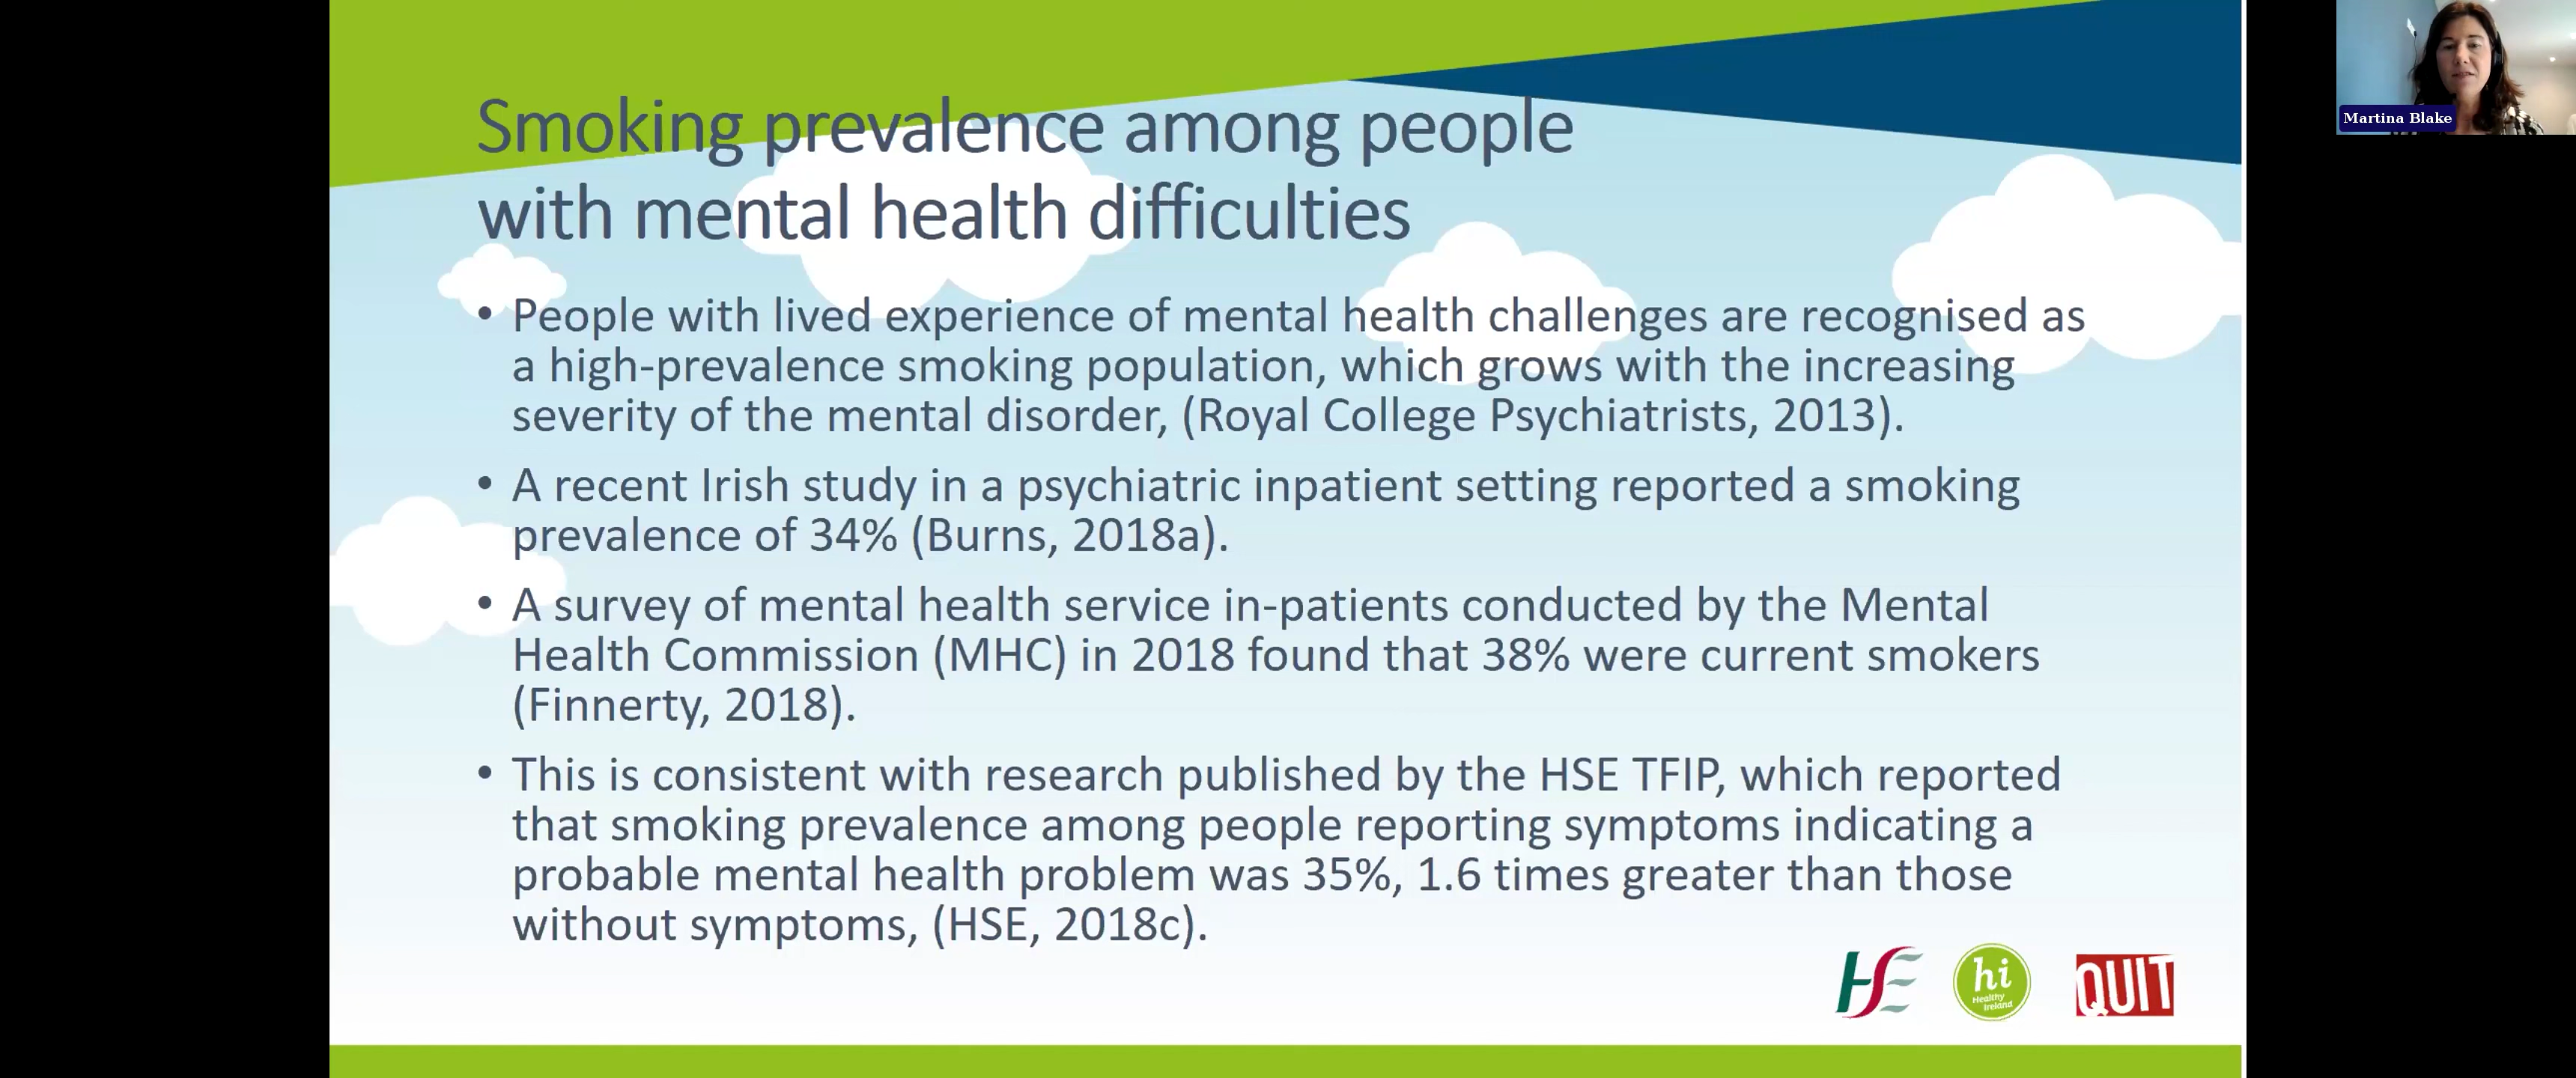 Smoking prevalence among people
with mental health difficulties
• People with lived experience of mental health challenges are recognised as
a high-prevalence smoking population, which grows with the increasing
severity of the mental disorder, (Royal College Psychiatrists, 2013).
• A recent Irish study in a psychiatric inpatient setting reported a smoking
prevalence of 34% (Burns, 2018a).
• A survey of mental health service in-patients conducted by the Mental
Health Commission (MHC) in 2018 found that 38% were current smokers
(Finnerty, 2018).
• This is consistent with research published by the HSE TFIP, which reported
that smoking prevalence among people reporting symptoms indicating a
probable mental health problem was 35%, 1.6 times greater than those
without symptoms, (HSE, 2018c).
HSE
hi
Healthy
Ireland
QUIT
Martina Blake